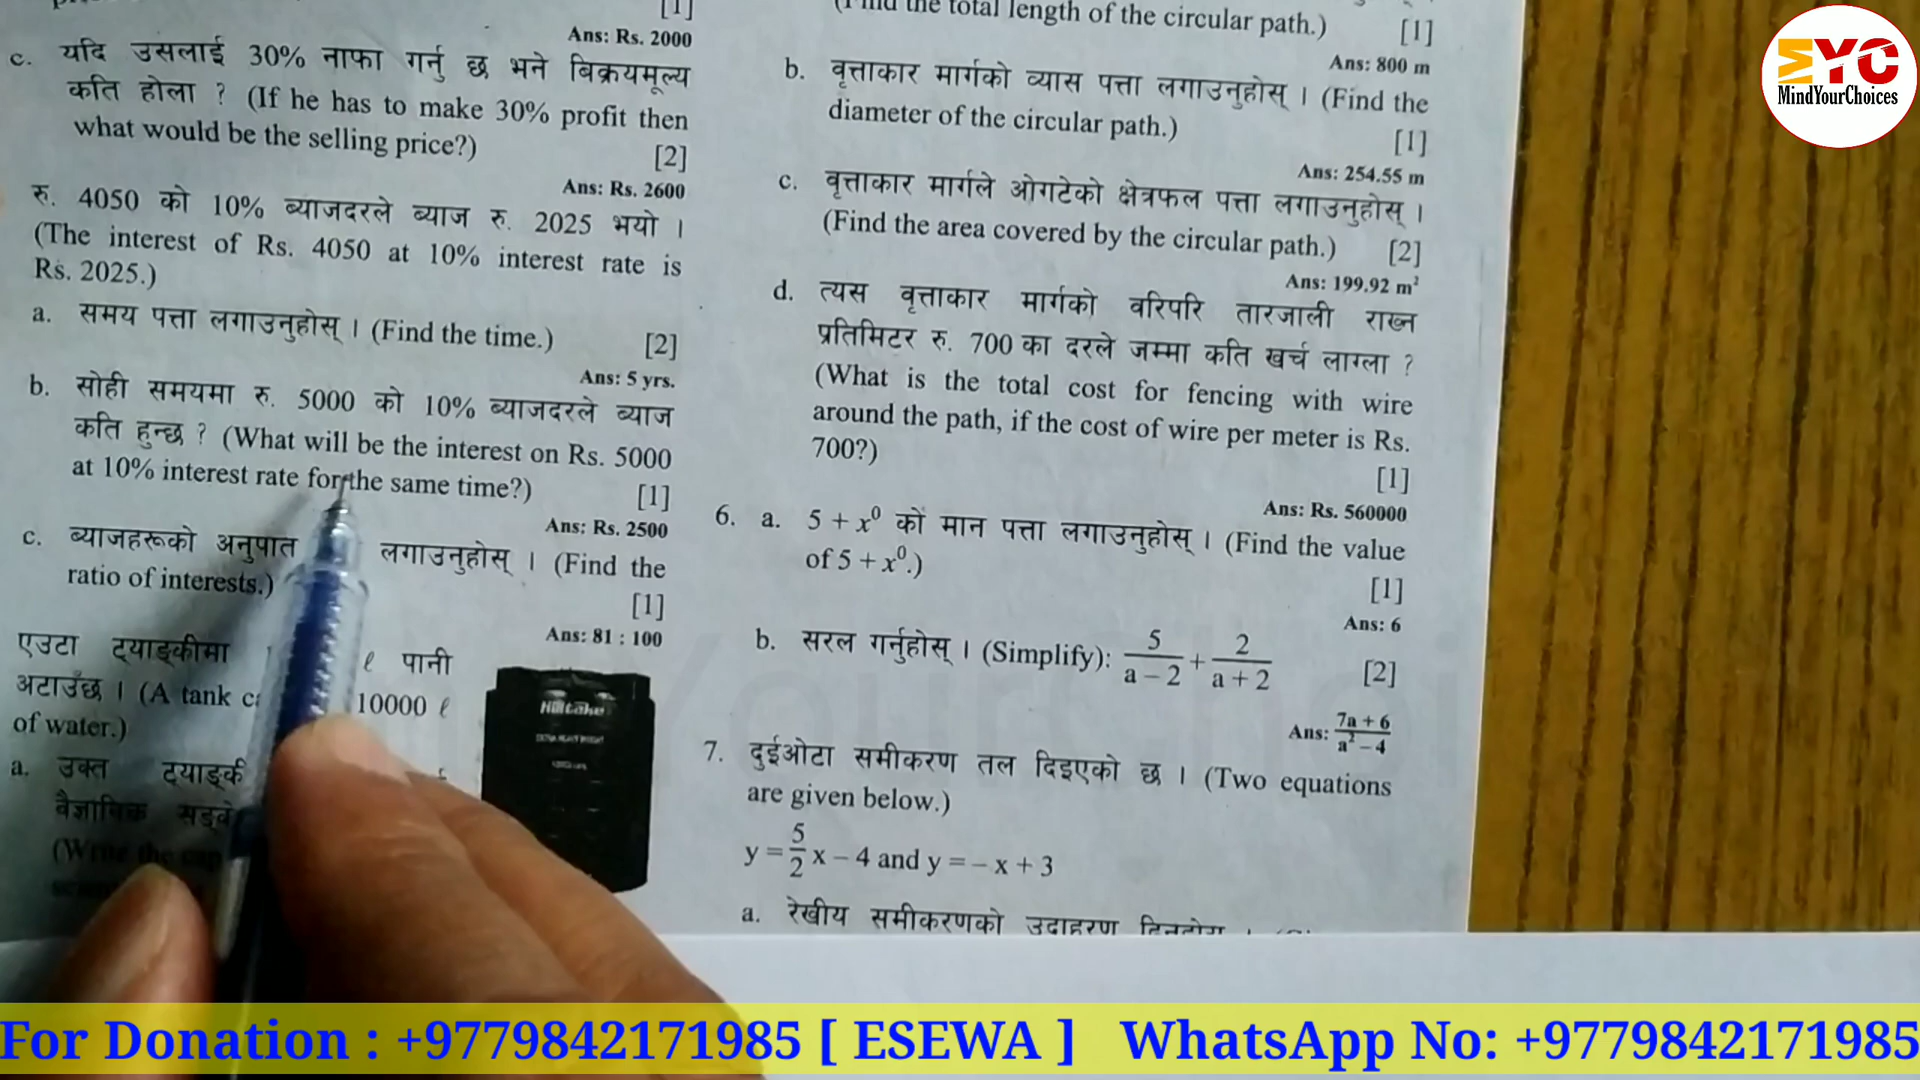 [1]
Ans: Rs. 2000
c. यदि उसलाई 30% नाफा गर्नु छ भने बिक्रयमूल्य
कति होला ? (If he has to make 30% profit then
what would be the selling price?)
[2]
Ans: Rs. 2600
रु. 4050 को 10% ब्याजदरले ब्याज रु. 2025 भयो ।
(The interest of Rs. 4050 at 10% interest rate is
Rs. 2025.)
a. समय पत्ता लगाउनुहोस् । (Find the time.) [2]
Ans: 5 yrs.
b. सोही समयमा रु. 5000 को 10% ब्याजदरले ब्याज
कति हुन्छ ? (What will be the interest on Rs. 5000
at 10% interest rate for the same time?) [1]
Ans: Rs. 2500
c. ब्याजहरूको अनुपात लगाउनुहोस् । (Find the
ratio of interests.)
[1]
Ans: 81 : 100
एउटा ट्याङ्कीमा ℓ पानी
अटाउँछ । (A tank 10000 ℓ
of water.)
a. उक्त
(Write the
Hilltake
(Find the total length of the circular path.) [1]
Ans: 800 m
b. वृत्ताकार मार्गको व्यास पत्ता लगाउनुहोस् । (Find the
diameter of the circular path.) [1]
Ans: 254.55 m
c. वृत्ताकार मार्गले ओगटेको क्षेत्रफल पत्ता लगाउनुहोस् ।
(Find the area covered by the circular path.) [2]
Ans: 199.92 m²
d. त्यस वृत्ताकार मार्गको वरिपरि तारजाली राख्न
प्रतिमिटर रु. 700 का दरले जम्मा कति खर्च लाग्ला ?
(What is the total cost for fencing with wire
around the path, if the cost of wire per meter is Rs.
700?)
[1]
Ans: Rs. 560000
6. a. 5 + x⁰ को मान पत्ता लगाउनुहोस् । (Find the value
of 5 + x⁰.)
[1]
Ans: 6
b. सरल गर्नुहोस् । (Simplify): 5/(a – 2) + 2/(a + 2) [2]
Ans: (7a + 6)/(a² – 4)
7. दुईओटा समीकरण तल दिइएको छ । (Two equations
are given below.)
y = 5/2 x – 4 and y = – x + 3
a. रेखीय समीकरणको उदाहरण
MYC
MindYourChoices
For Donation : +9779842171985 [ ESEWA ] WhatsApp No: +9779842171985